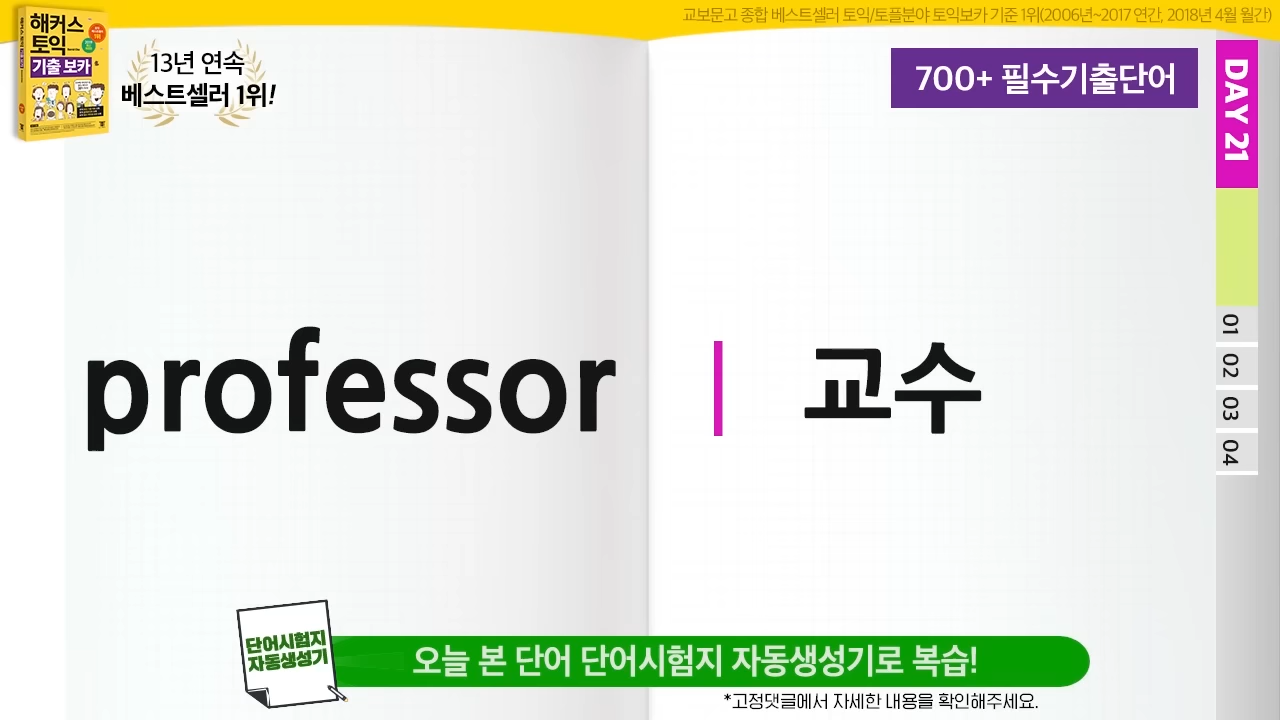 교보문고 종합 베스트셀러 토익/토플분야 토익보카 기준 1위(2006년~2017 연간, 2018년 4월 월간)
해커스
토익
기출 보카
13년 연속
베스트셀러 1위!
700+ 필수기출단어
DAY 21
01
02
03
04
professor
교수
단어시험지
자동생성기
오늘 본 단어 단어시험지 자동생성기로 복습!
*고정댓글에서 자세한 내용을 확인해주세요.